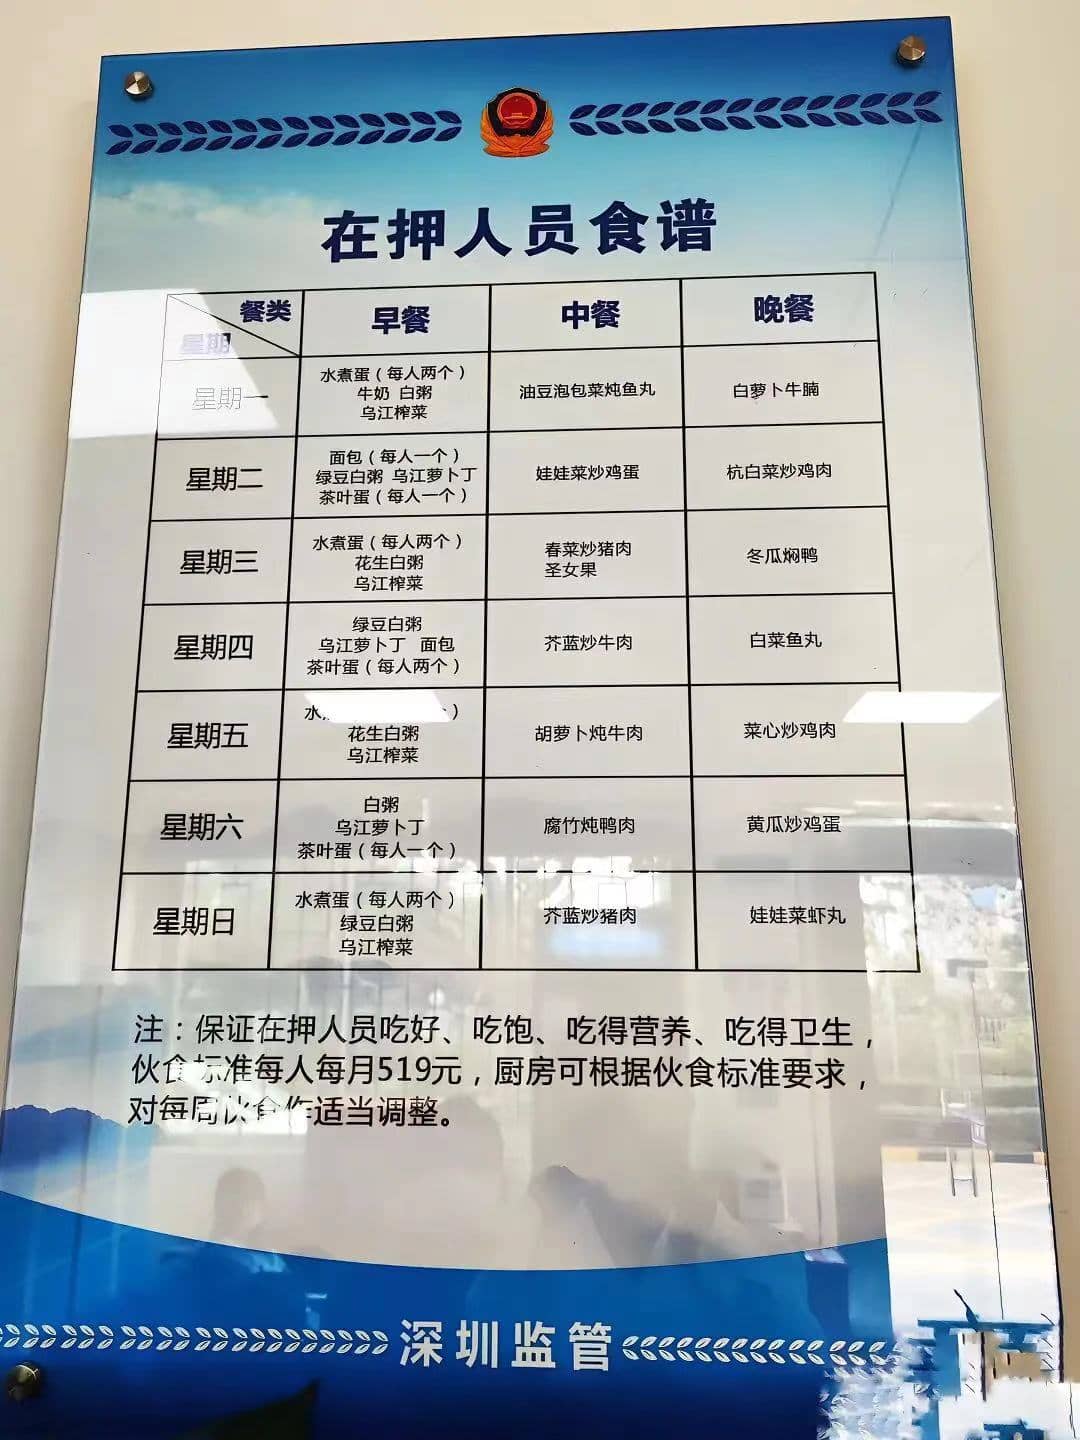 在押人员食谱
餐类 早餐 中餐 晚餐
星期
星期一
水煮蛋（每人两个）
牛奶 白粥
乌江榨菜
油豆泡包菜炖鱼丸
白萝卜牛腩
星期二
面包（每人一个）
绿豆白粥 乌江萝卜丁
茶叶蛋（每人一个）
娃娃菜炒鸡蛋
杭白菜炒鸡肉
星期三
水煮蛋（每人两个）
花生白粥
乌江榨菜
春菜炒猪肉
圣女果
冬瓜焖鸭
星期四
绿豆白粥
乌江萝卜丁 面包
茶叶蛋（每人两个）
芥蓝炒牛肉
白菜鱼丸
星期五
水 ）
花生白粥
乌江榨菜
胡萝卜炖牛肉
菜心炒鸡肉
星期六
白粥
乌江萝卜丁
茶叶蛋（每人一个）
腐竹炖鸭肉
黄瓜炒鸡蛋
星期日
水煮蛋（每人两个）
绿豆白粥
乌江榨菜
芥蓝炒猪肉
娃娃菜虾丸
注：保证在押人员吃好、吃饱、吃得营养、吃得卫生，
伙食标准每人每月519元，厨房可根据伙食标准要求，
对每周伙食作适当调整。
深圳监管